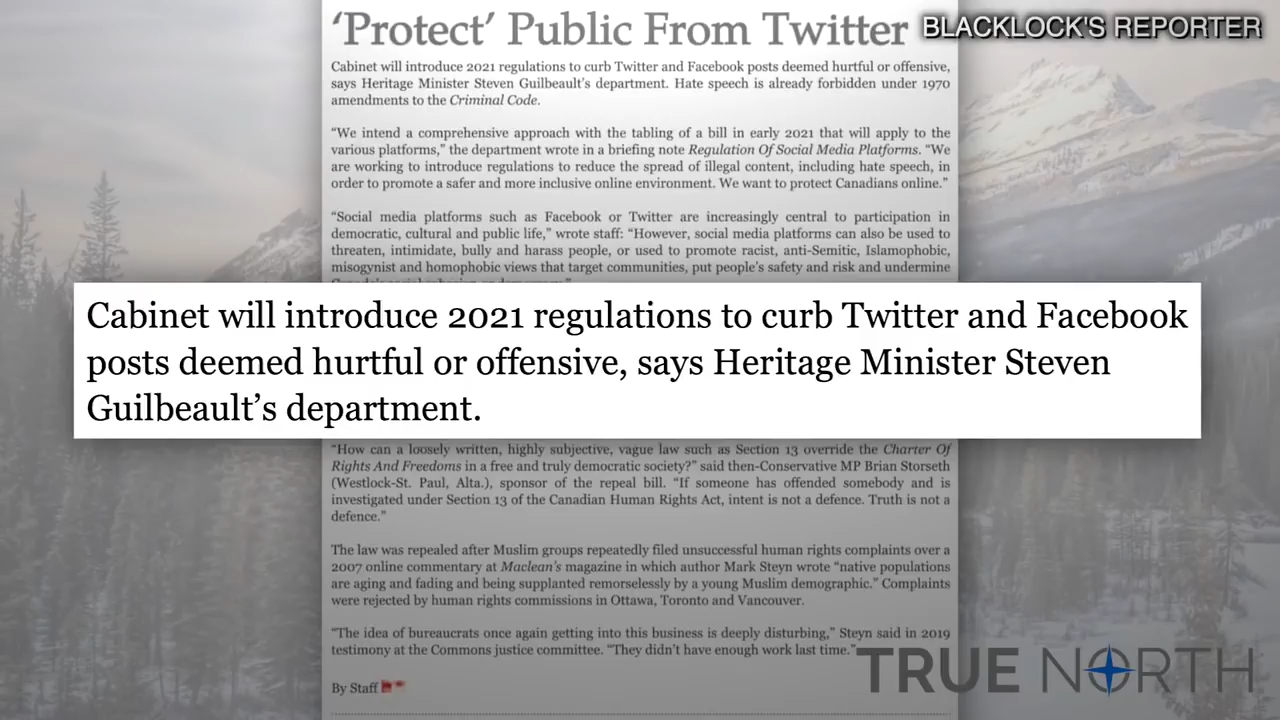 ‘Protect’ Public From Twitter
BLACKLOCK'S REPORTER
Cabinet will introduce 2021 regulations to curb Twitter and Facebook posts deemed hurtful or offensive,
says Heritage Minister Steven Guilbeault’s department. Hate speech is already forbidden under 1970
amendments to the Criminal Code.
“We intend a comprehensive approach with the tabling of a bill in early 2021 that will apply to the
various platforms,” the department wrote in a briefing note Regulation Of Social Media Platforms. “We
are working to introduce regulations to reduce the spread of illegal content, including hate speech, in
order to promote a safer and more inclusive online environment. We want to protect Canadians online.”
“Social media platforms such as Facebook or Twitter are increasingly central to participation in
democratic, cultural and public life,” wrote staff: “However, social media platforms can also be used to
threaten, intimidate, bully and harass people, or used to promote racist, anti-Semitic, Islamophobic,
misogynist and homophobic views that target communities, put people’s safety and risk and undermine
Cabinet will introduce 2021 regulations to curb Twitter and Facebook
posts deemed hurtful or offensive, says Heritage Minister Steven
Guilbeault’s department.
“How can a loosely written, highly subjective, vague law such as Section 13 override the Charter Of
Rights And Freedoms in a free and truly democratic society?” said then-Conservative MP Brian Storseth
(Westlock-St. Paul, Alta.), sponsor of the repeal bill. “If someone has offended somebody and is
investigated under Section 13 of the Canadian Human Rights Act, intent is not a defence. Truth is not a
defence.”
The law was repealed after Muslim groups repeatedly filed unsuccessful human rights complaints over a
2007 online commentary at Maclean’s magazine in which author Mark Steyn wrote “native populations
are aging and fading and being supplanted remorselessly by a young Muslim demographic.” Complaints
were rejected by human rights commissions in Ottawa, Toronto and Vancouver.
“The idea of bureaucrats once again getting into this business is deeply disturbing,” Steyn said in 2019
testimony at the Commons justice committee. “They didn’t have enough work last time.”
By Staff
TRUE NORTH